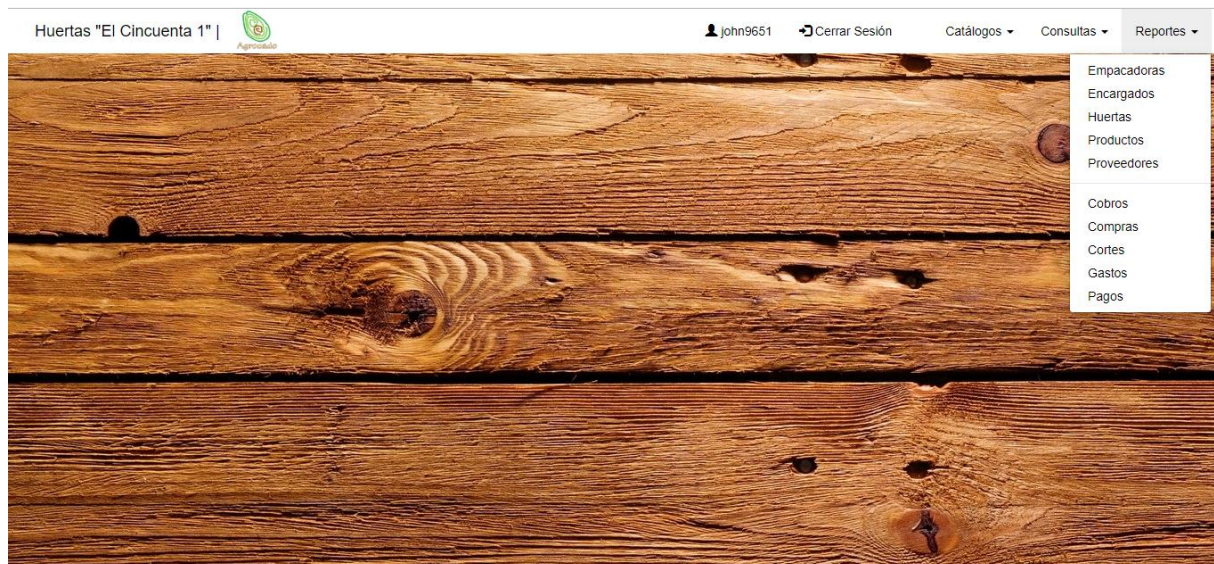 Huertas "El Cincuenta 1" |
Agrocado
john9651
Cerrar Sesión
Catálogos
Consultas
Reportes
Empacadoras
Encargados
Huertas
Productos
Proveedores
Cobros
Compras
Cortes
Gastos
Pagos